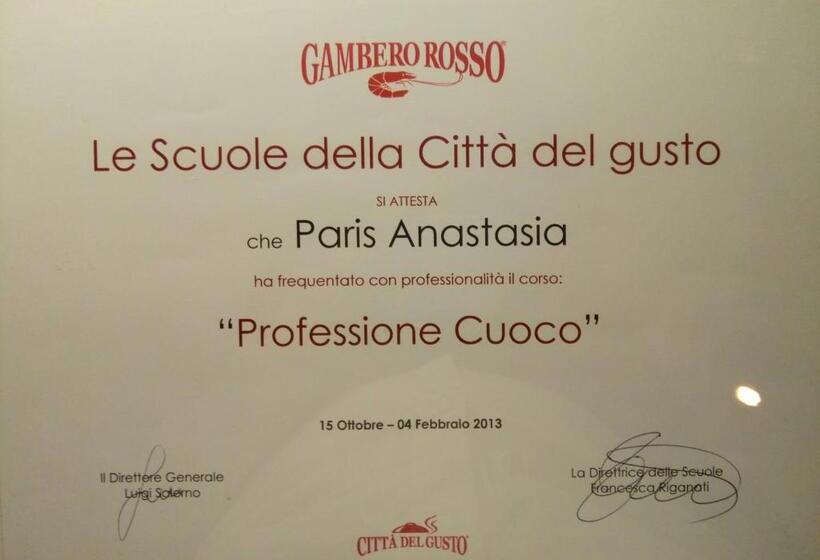 GAMBERO ROSSO®
Le Scuole della Città del gusto
SI ATTESTA
che Paris Anastasia
ha frequentato con professionalità il corso:
“Professione Cuoco”
15 Ottobre – 04 Febbraio 2013
Il Direttore Generale
Luigi Salerno
La Direttrice delle Scuole
Francesca Riganati
CITTÀ DEL GUSTO